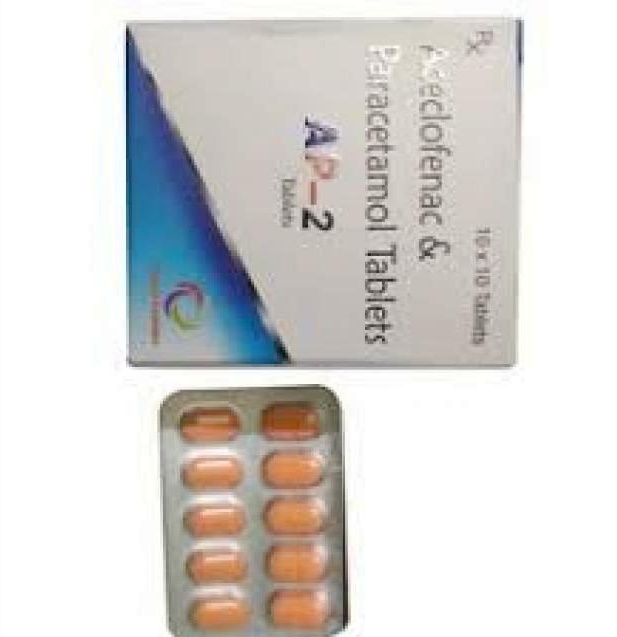 Rx
10 x 10 Tablets
Aceclofenac &
Paracetamol Tablets
AP-2
Tablets